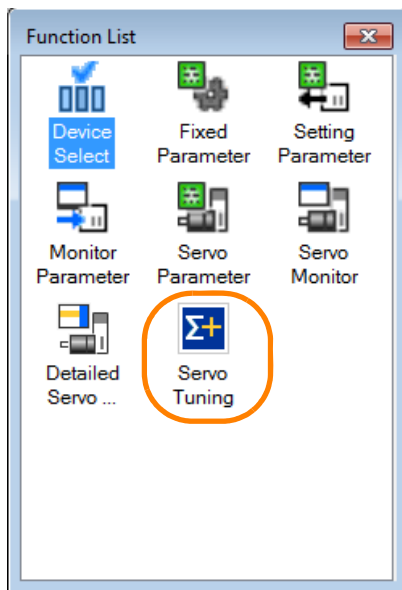 Function List
Device
Select
Fixed
Parameter
Setting
Parameter
Monitor
Parameter
Servo
Parameter
Servo
Monitor
Detailed
Servo ...
Σ+
Servo
Tuning